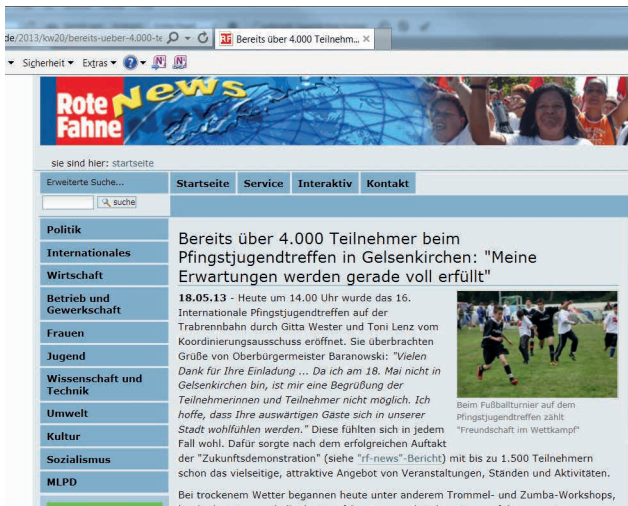 de/2013/kw20/bereits-ueber-4.000-te
Bereits über 4.000 Teilnehm...
Sicherheit Extras
Rote Fahne News
sie sind hier: startseite
Erweiterte Suche...
suche
Startseite Service Interaktiv Kontakt
Politik
Internationales
Wirtschaft
Betrieb und
Gewerkschaft
Frauen
Jugend
Wissenschaft und
Technik
Umwelt
Kultur
Sozialismus
MLPD
Bereits über 4.000 Teilnehmer beim
Pfingstjugendtreffen in Gelsenkirchen: "Meine
Erwartungen werden gerade voll erfüllt"
18.05.13 - Heute um 14.00 Uhr wurde das 16.
Internationale Pfingstjugendtreffen auf der
Trabrennbahn durch Gitta Wester und Toni Lenz vom
Koordinierungsausschuss eröffnet. Sie überbrachten
Grüße von Oberbürgermeister Baranowski: "Vielen
Dank für Ihre Einladung ... Da ich am 18. Mai nicht in
Gelsenkirchen bin, ist mir eine Begrüßung der
Teilnehmerinnen und Teilnehmer nicht möglich. Ich
hoffe, dass Ihre auswärtigen Gäste sich in unserer
Stadt wohlfühlen werden." Diese fühlten sich in jedem
Fall wohl. Dafür sorgte nach dem erfolgreichen Auftakt
der "Zukunftsdemonstration" (siehe "rf-news"-Bericht) mit bis zu 1.500 Teilnehmern
schon das vielseitige, attraktive Angebot von Veranstaltungen, Ständen und Aktivitäten.
Beim Fußballturnier auf dem
Pfingstjugendtreffen zählt
"Freundschaft im Wettkampf"
Bei trockenem Wetter begannen heute unter anderem Trommel- und Zumba-Workshops,